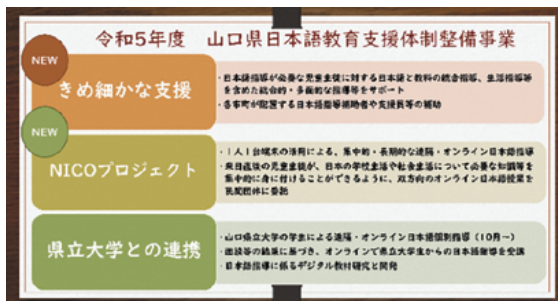 令和5年度　山口県日本語教育支援体制整備事業
NEW
きめ細かな支援
・日本語指導が必要な児童生徒に対する日本語と教科の統合指導、生活指導等
を含めた総合的・多面的な指導等をサポート
・各市町が配置する日本語指導補助者や支援員等の補助
NEW
NICOプロジェクト
・1人1台端末の活用による、集中的・長期的な遠隔・オンライン日本語指導
・来日直後の児童生徒が、日本の学校生活や社会生活について必要な知識等を
集中的に身に付けることができるように、双方向のオンライン日本語授業を
民間団体に委託
県立大学との連携
・山口県立大学の学生による遠隔・オンライン日本語個別指導（10月～）
・面談等の結果に基づき、オンラインで県立大学生からの日本語指導を受講
・日本語指導に係るデジタル教材研究と開発